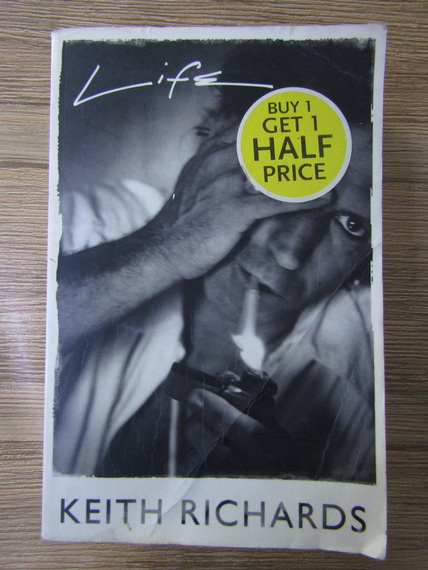 Life
BUY 1
GET 1
HALF
PRICE
KEITH RICHARDS